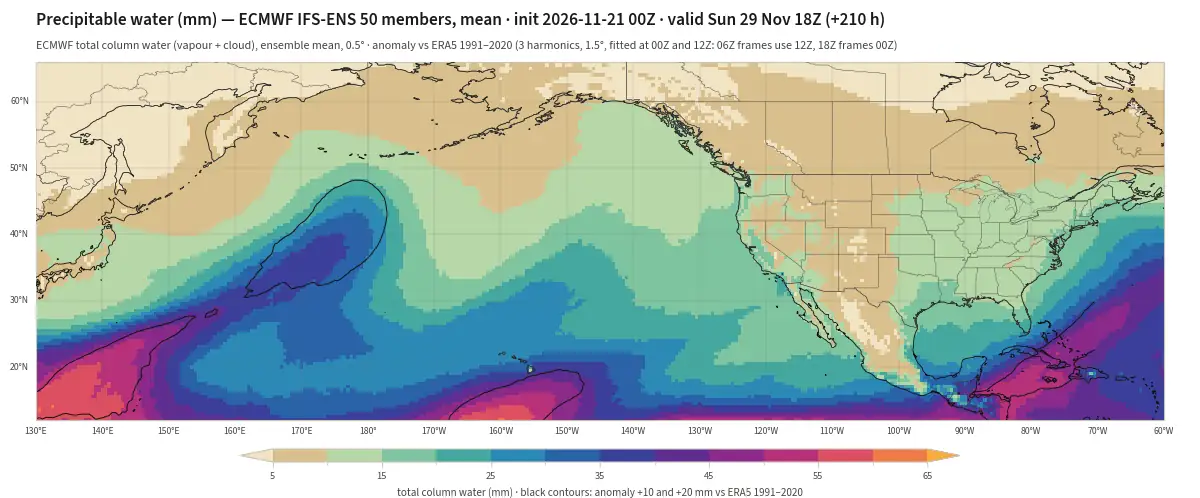 Precipitable water (mm) — ECMWF IFS-ENS 50 members, mean · init 2026-11-21 00Z · valid Sun 29 Nov 18Z (+210 h)
ECMWF total column water (vapour + cloud), ensemble mean, 0.5° · anomaly vs ERA5 1991–2020 (3 harmonics, 1.5°, fitted at 00Z and 12Z: 06Z frames use 12Z, 18Z frames 00Z)
60°N
50°N
40°N
30°N
20°N
130°E 140°E 150°E 160°E 170°E 180° 170°W 160°W 150°W 140°W 130°W 120°W 110°W 100°W 90°W 80°W 70°W 60°W
5 15 25 35 45 55 65
total column water (mm) · black contours: anomaly +10 and +20 mm vs ERA5 1991–2020